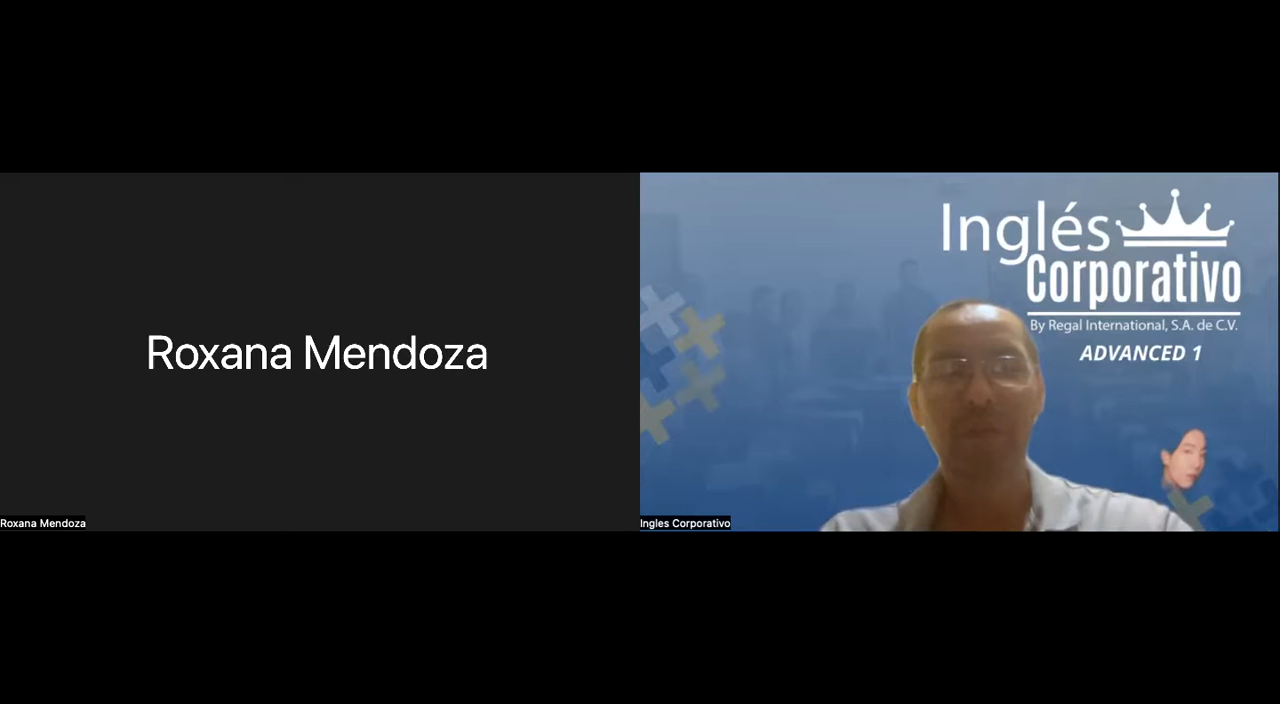 Roxana Mendoza
Roxana Mendoza
Inglés
Corporativo
By Regal International, S.A. de C.V.
ADVANCED 1
Ingles Corporativo